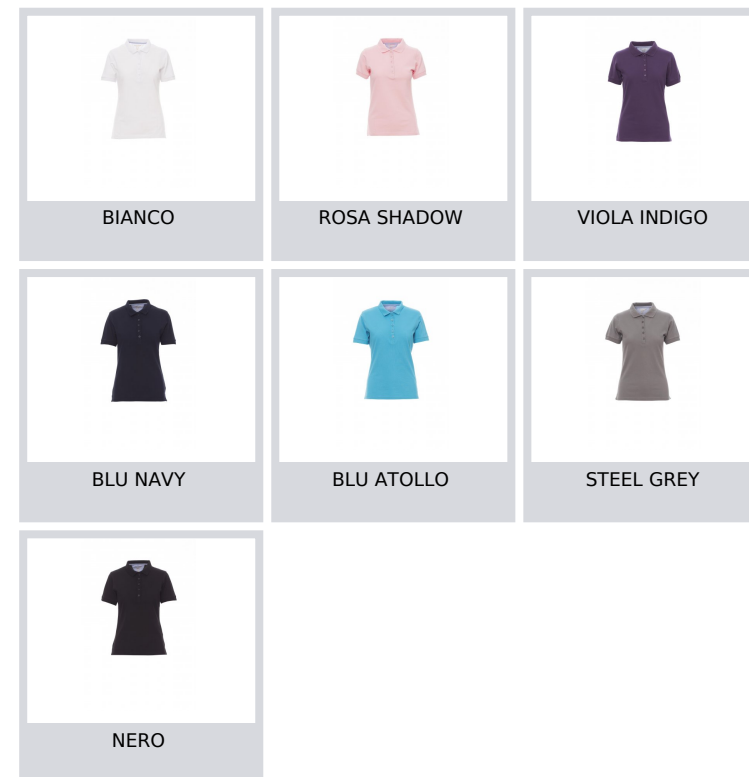 BIANCO
ROSA SHADOW
VIOLA INDIGO
BLU NAVY
BLU ATOLLO
STEEL GREY
NERO